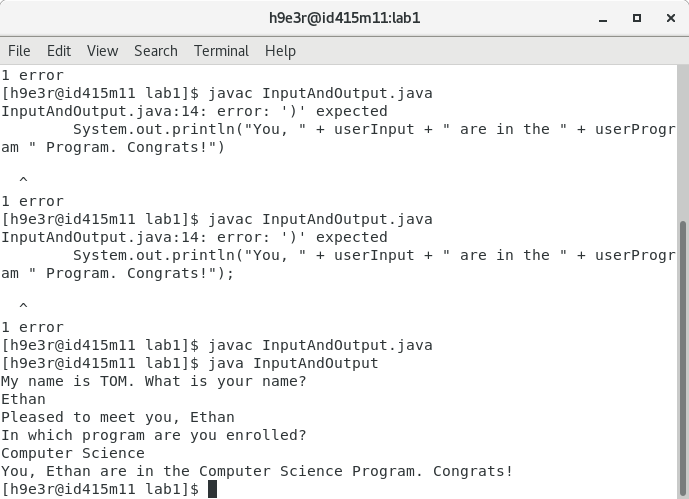 h9e3r@id415m11:lab1
File Edit View Search Terminal Help
1 error
[h9e3r@id415m11 lab1]$ javac InputAndOutput.java
InputAndOutput.java:14: error: ')' expected
        System.out.println("You, " + userInput + " are in the " + userProgr
am " Program. Congrats!")
  ^
1 error
[h9e3r@id415m11 lab1]$ javac InputAndOutput.java
InputAndOutput.java:14: error: ')' expected
        System.out.println("You, " + userInput + " are in the " + userProgr
am " Program. Congrats!");
  ^
1 error
[h9e3r@id415m11 lab1]$ javac InputAndOutput.java
[h9e3r@id415m11 lab1]$ java InputAndOutput
My name is TOM. What is your name?
Ethan
Pleased to meet you, Ethan
In which program are you enrolled?
Computer Science
You, Ethan are in the Computer Science Program. Congrats!
[h9e3r@id415m11 lab1]$